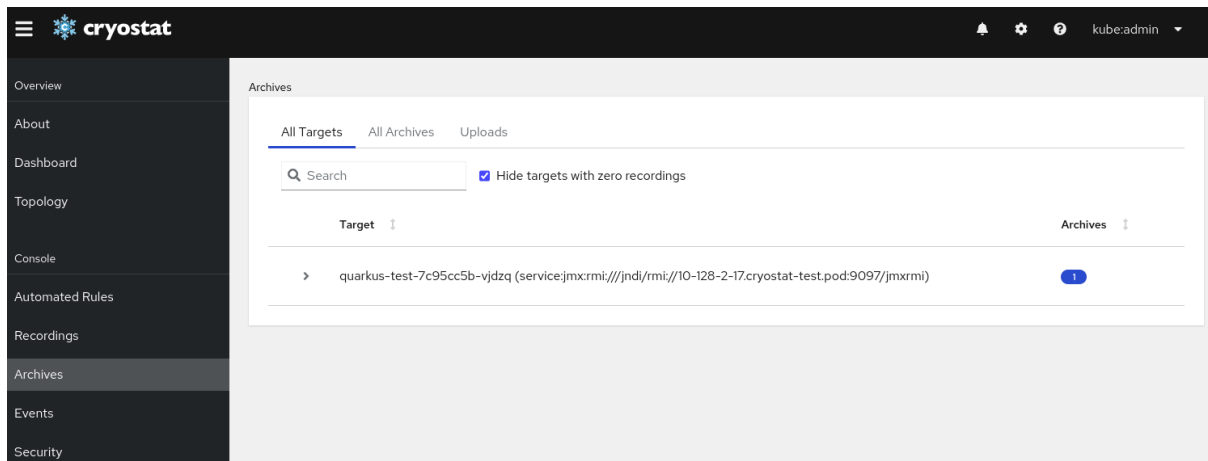 cryostat
kube:admin
Overview
About
Dashboard
Topology
Console
Automated Rules
Recordings
Archives
Events
Security
Archives
All Targets All Archives Uploads
Search Hide targets with zero recordings
Target Archives
quarkus-test-7c95cc5b-vjdzq (service:jmx:rmi:///jndi/rmi://10-128-2-17.cryostat-test.pod:9097/jmxrmi) 1